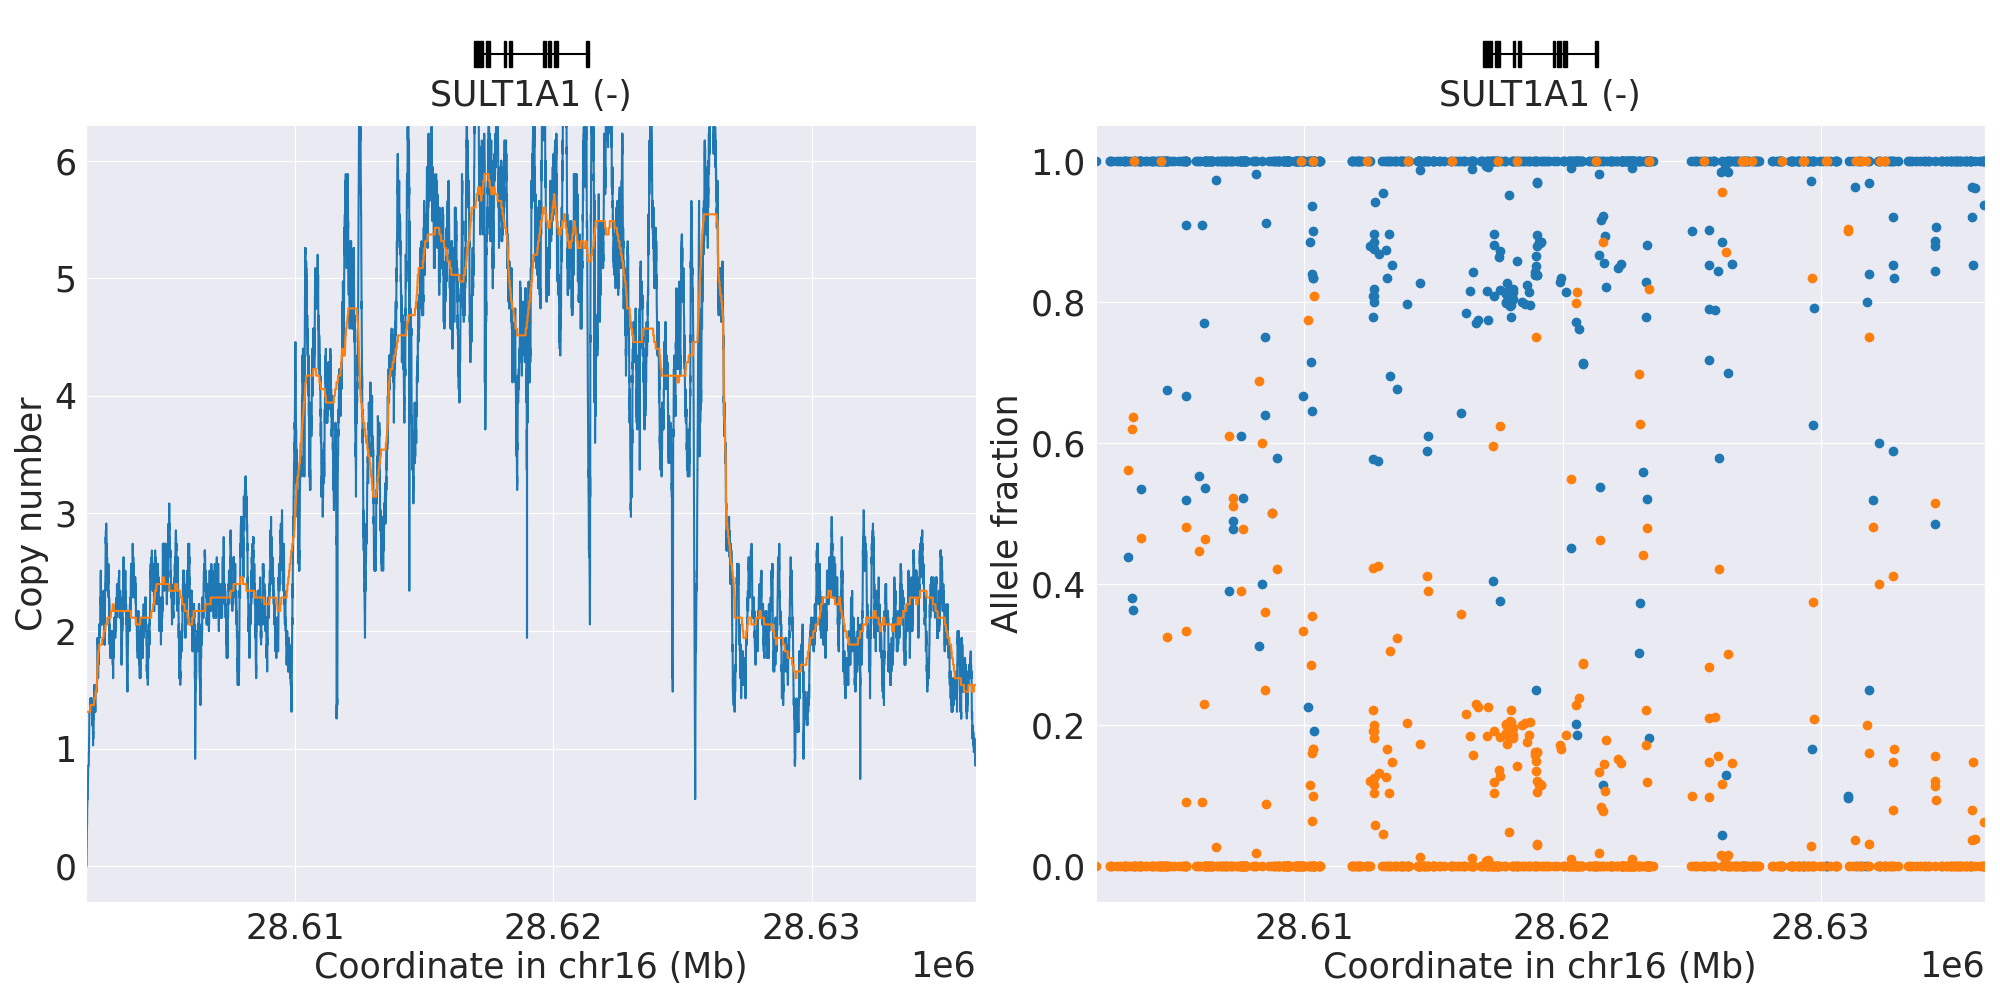 SULT1A1 (-)
6
5
4
3
2
1
0
Copy number
28.61
28.62
28.63
Coordinate in chr16 (Mb)
1e6
SULT1A1 (-)
1.0
0.8
0.6
0.4
0.2
0.0
Allele fraction
28.61
28.62
28.63
Coordinate in chr16 (Mb)
1e6